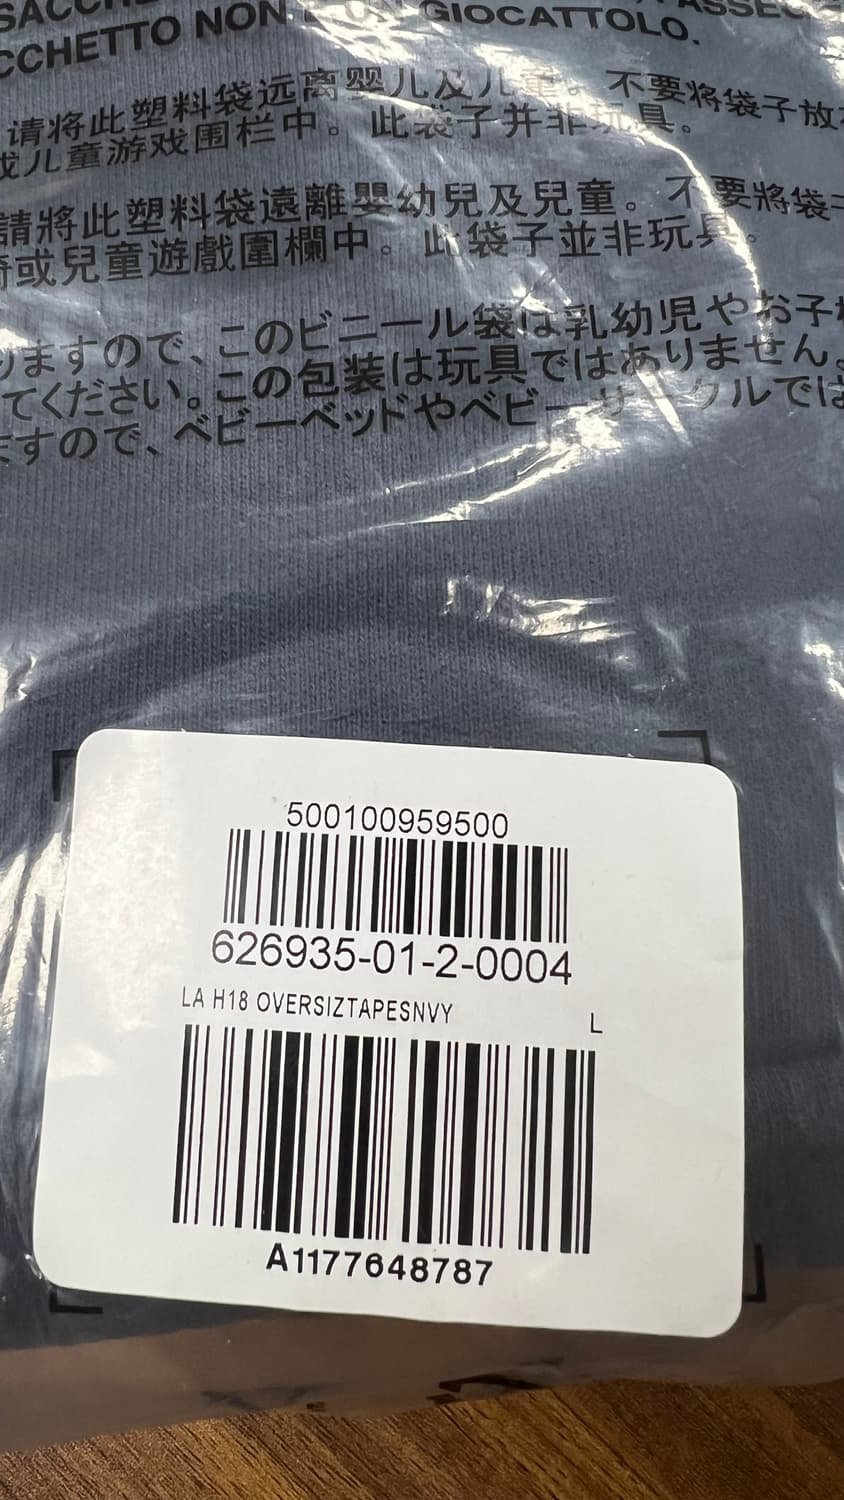 CCHETTO NON È UN GIOCATTOLO.
请将此塑料袋远离婴儿及儿童。不要将袋子放
或儿童游戏围栏中。此袋子并非玩具。
請將此塑料袋遠離嬰幼兒及兒童。不要將袋子
或兒童遊戲圍欄中。此袋子並非玩具。
りますので、このビニール袋は乳幼児やお子
てください。この包装は玩具ではありません。
ますので、ベビーベッドやベビーサークルでは
500100959500
626935-01-2-0004
LA H18 OVERSIZTAPESNVY
L
A1177648787